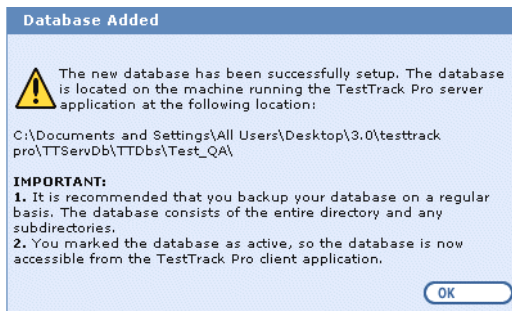 Database Added
The new database has been successfully setup. The database
is located on the machine running the TestTrack Pro server
application at the following location:
C:\Documents and Settings\All Users\Desktop\3.0\testtrack
pro\TTServDb\TTDbs\Test_QA\
IMPORTANT:
1. It is recommended that you backup your database on a regular
basis. The database consists of the entire directory and any
subdirectories.
2. You marked the database as active, so the database is now
accessible from the TestTrack Pro client application.
OK